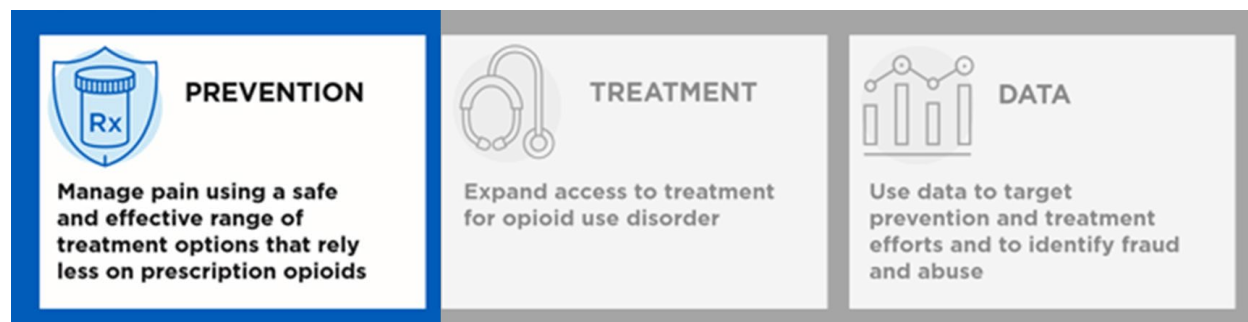 Rx
PREVENTION
Manage pain using a safe
and effective range of
treatment options that rely
less on prescription opioids
TREATMENT
Expand access to treatment
for opioid use disorder
DATA
Use data to target
prevention and treatment
efforts and to identify fraud
and abuse